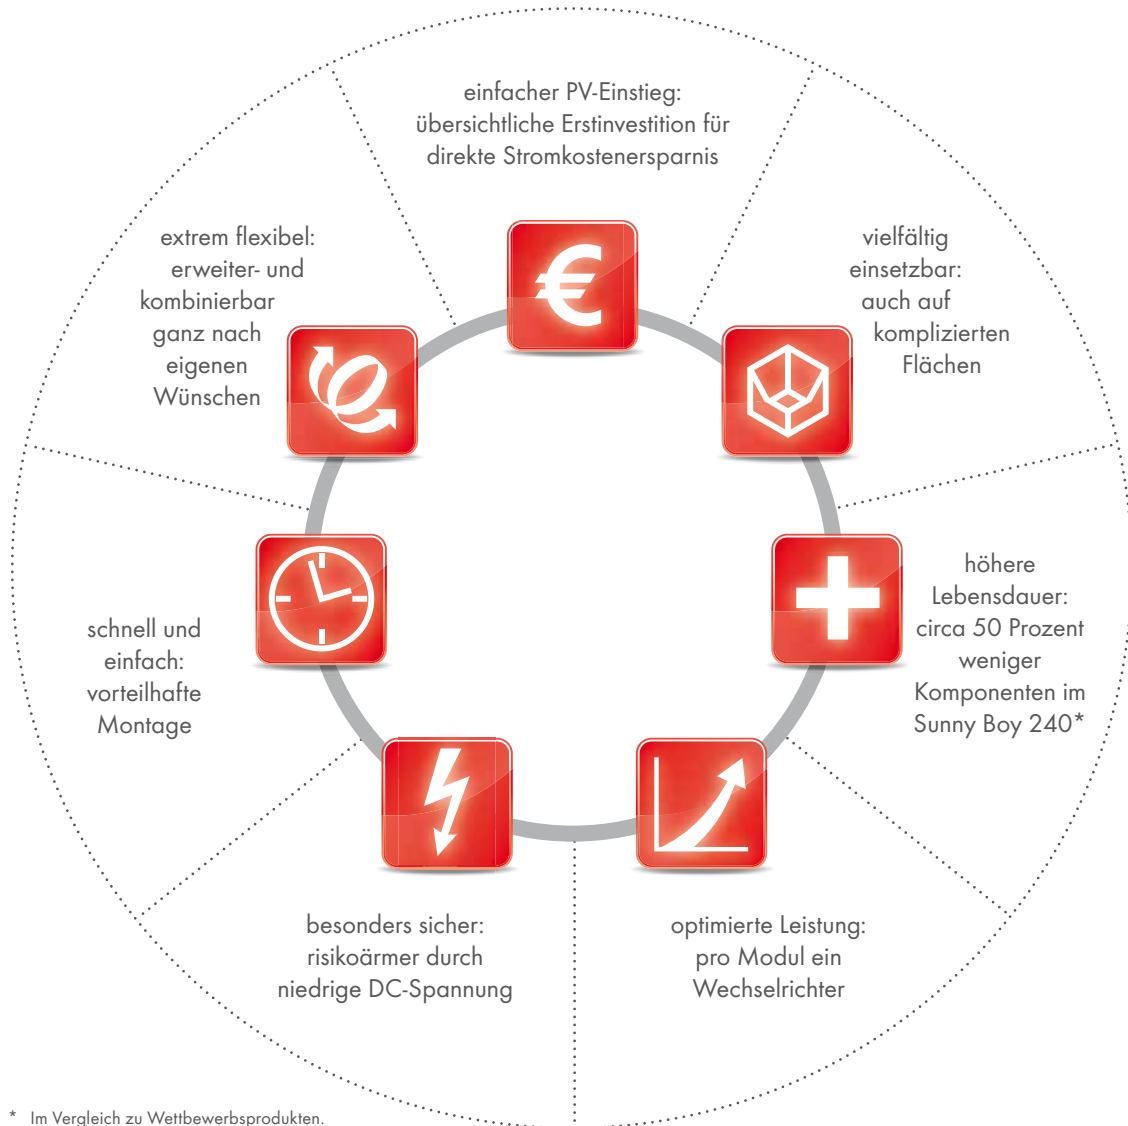 einfacher PV-Einstieg:
übersichtliche Erstinvestition für
direkte Stromkostenersparnis
vielfältig
einsetzbar:
auch auf
komplizierten
Flächen
höhere
Lebensdauer:
circa 50 Prozent
weniger
Komponenten im
Sunny Boy 240*
optimierte Leistung:
pro Modul ein
Wechselrichter
besonders sicher:
risikoärmer durch
niedrige DC-Spannung
schnell und
einfach:
vorteilhafte
Montage
extrem flexibel:
erweiter- und
kombinierbar
ganz nach
eigenen
Wünschen
€
* Im Vergleich zu Wettbewerbsprodukten.